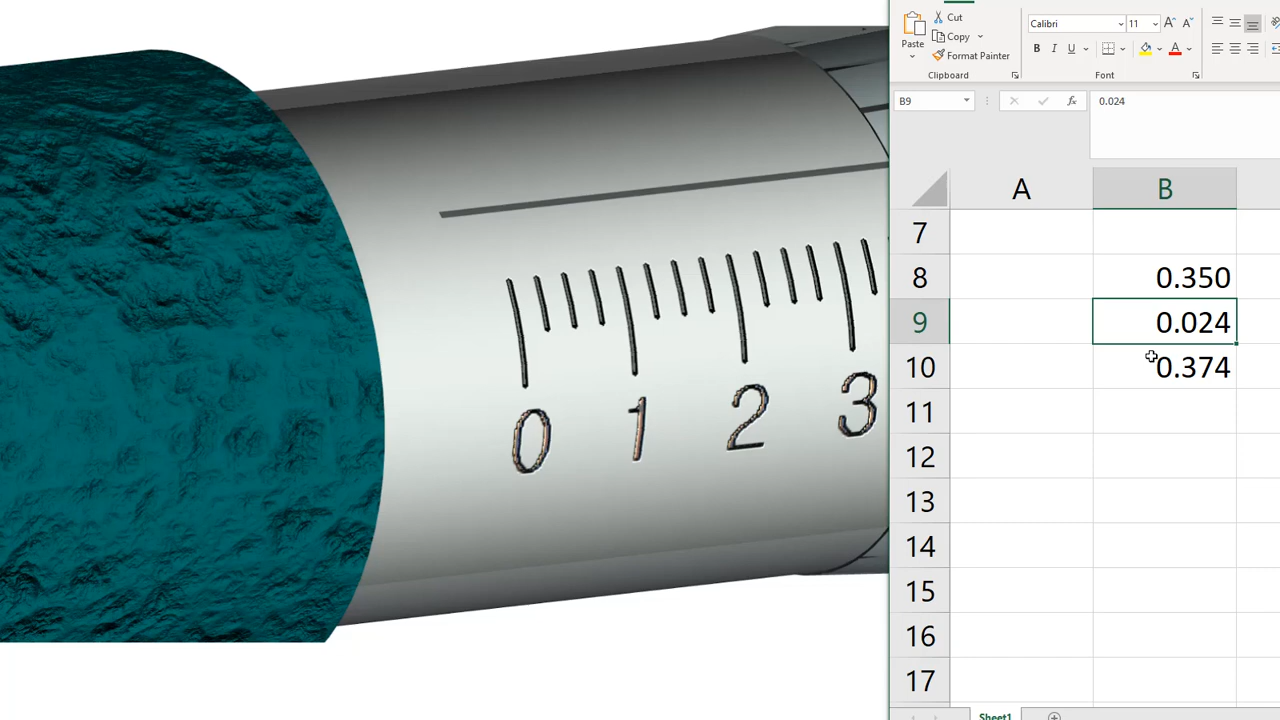 0 1 2 3
Cut
Copy
Paste
Format Painter
Clipboard
Calibri
11
B I U
A
Font
B9
fx
0.024
A B
7
8 0.350
9 0.024
10 0.374
11
12
13
14
15
16
17
Sheet1